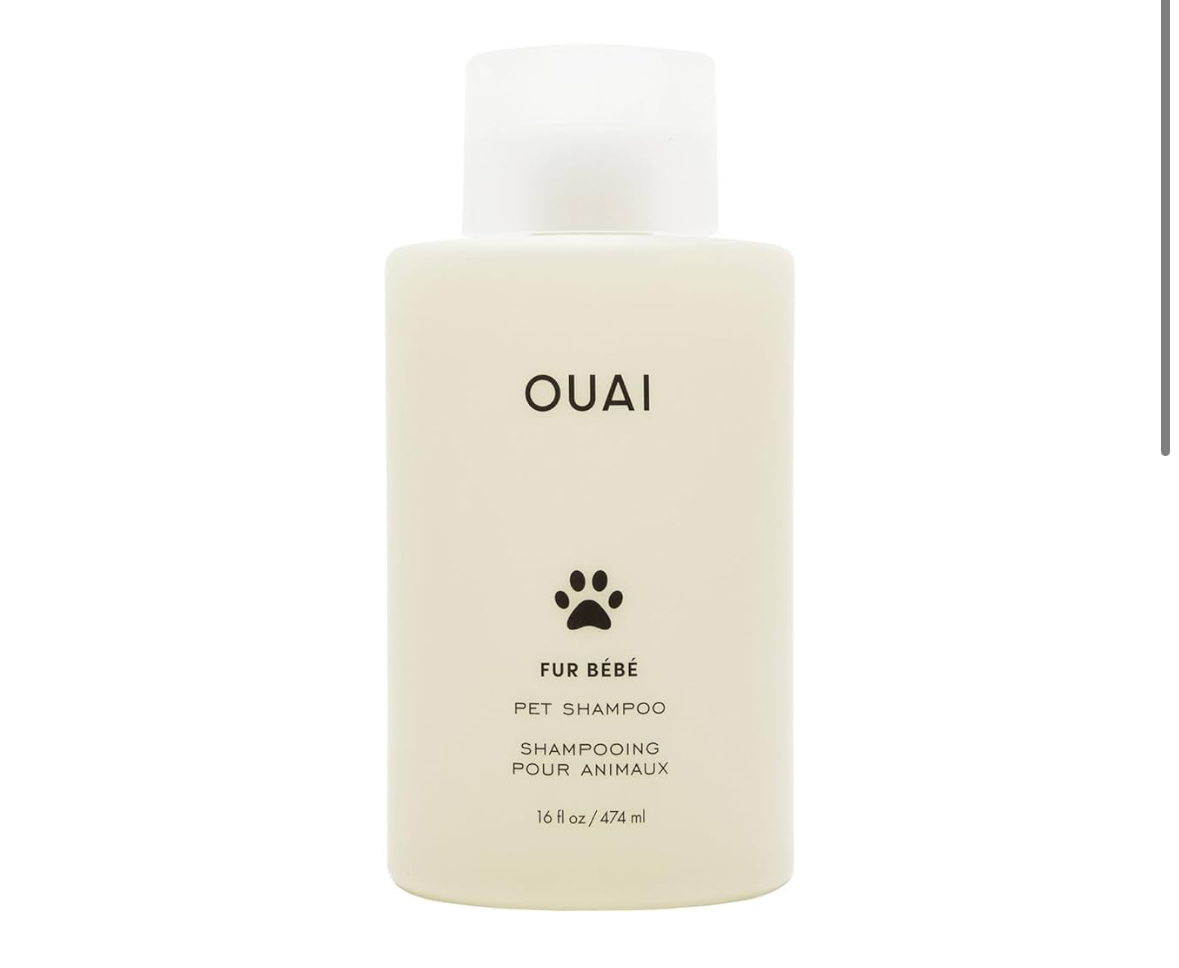 OUAI
FUR BÉBÉ
PET SHAMPOO
SHAMPOOING
POUR ANIMAUX
16 fl oz / 474 ml